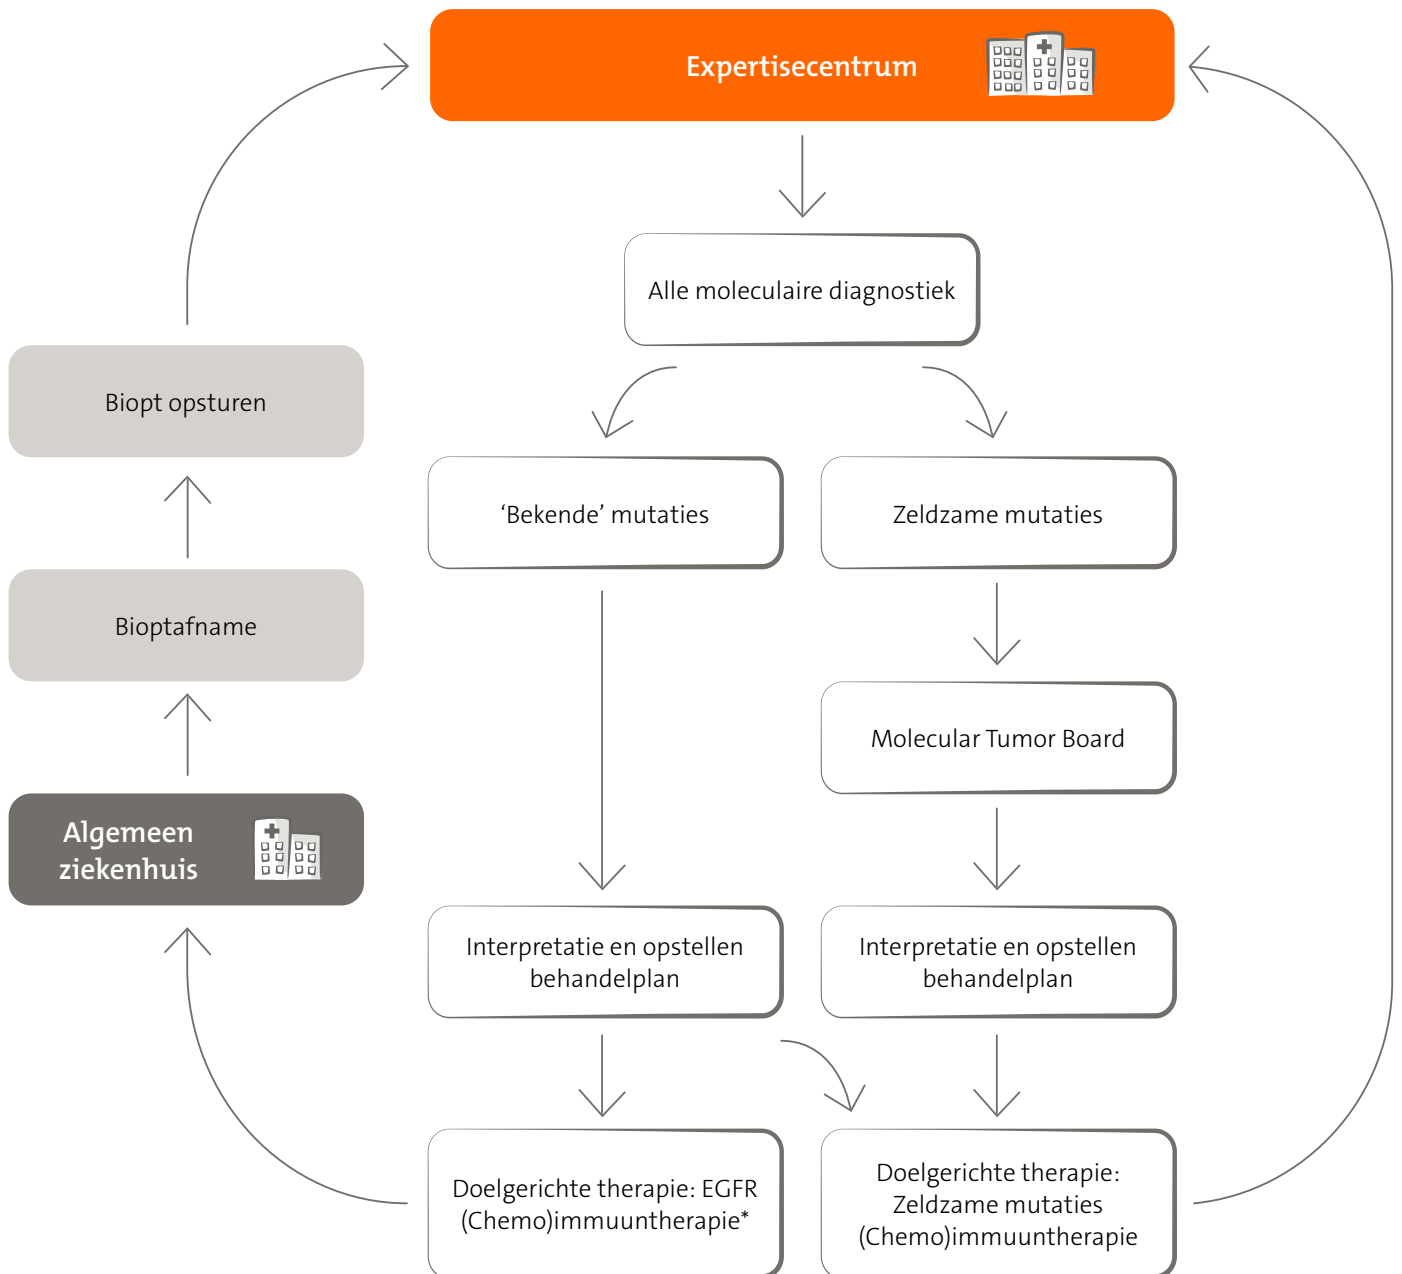 Expertisecentrum
Alle moleculaire diagnostiek
Biopt opsturen
‘Bekende’ mutaties
Zeldzame mutaties
Bioptafname
Molecular Tumor Board
Algemeen
ziekenhuis
Interpretatie en opstellen
behandelplan
Interpretatie en opstellen
behandelplan
Doelgerichte therapie: EGFR
(Chemo)immuuntherapie*
Doelgerichte therapie:
Zeldzame mutaties
(Chemo)immuuntherapie